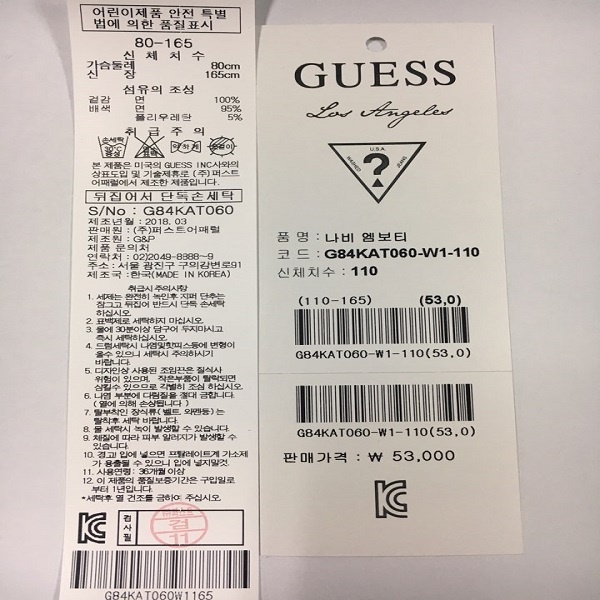 어린이제품 안전 특별
법에 의한 품질표시
80-165
신 체 치 수
가슴둘레 80cm
신 장 165cm
섬유의 조성
겉감 면 100%
배색 면 95%
폴리우레탄 5%
취 급 주 의
손세탁
30℃
중성
약하게
본 제품은 미국의 GUESS INC사와의
상표도입 및 기술제휴로 (주)퍼스트
어패럴에서 제조한 제품입니다.
뒤집어서 단독손세탁
S/No : G84KAT060
제조년월 : 2018.03
판매원 : (주)퍼스트어패럴
제조원 : G&P
제품 문의처
전화 : 02)2049-8888~9
주소 : 서울 광진구 구의강변로91
제조국 : 한국(MADE IN KOREA)
취급시 주의사항
1. 세제는 완전히 녹인후 지퍼 단추는
잠그고 뒤집어 반드시 단독 손세탁
하십시오.
2. 표백제로 세탁하지 마십시오.
3. 물에 30분이상 담구어 두지마시고
즉시 세탁하십시오.
4. 드럼세탁시 나염및핫피스등에 변형이
올수 있으니 세탁시 주의하시기
바랍니다.
5. 디자인상 사용된 조임끈은 질식사
위험이 있으며, 작은부품이 탈락되면
삼킬수 있으므로 각별히 조심 하십시오.
6. 나염 부분에 다림질을 절대 금합니다.
(열에 의해 손상됩니다.)
7. 탈부착인 장식류(벨트, 와펜등)는
탈착후 세탁 바랍니다.
8. 물 세탁시 녹이 발생할 수 있습니다.
9. 체질에 따라 피부 알러지가 발생할 수
있습니다.
10. 경고! 입에 넣으면 프탈레이트계 가소제
가 용출될 수 있으니 입에 넣지말것.
11. 사용연령: 36개월 이상
12. 이 제품의 품질보증기간은 구입일로
부터 1년입니다.
*세탁후 열 건조를 금하여 주십시오.
검사필
검
11
G84KAT060W1165
GUESS
Los Angeles
U.S.A.
WASHED
JEANS
?
품 명 : 나비 엠보티
코 드 : G84KAT060-W1-110
신체치수 : 110
(110-165) (53,0)
G84KAT060-W1-110(53,0)
G84KAT060-W1-110(53,0)
판매가격 : ₩ 53,000